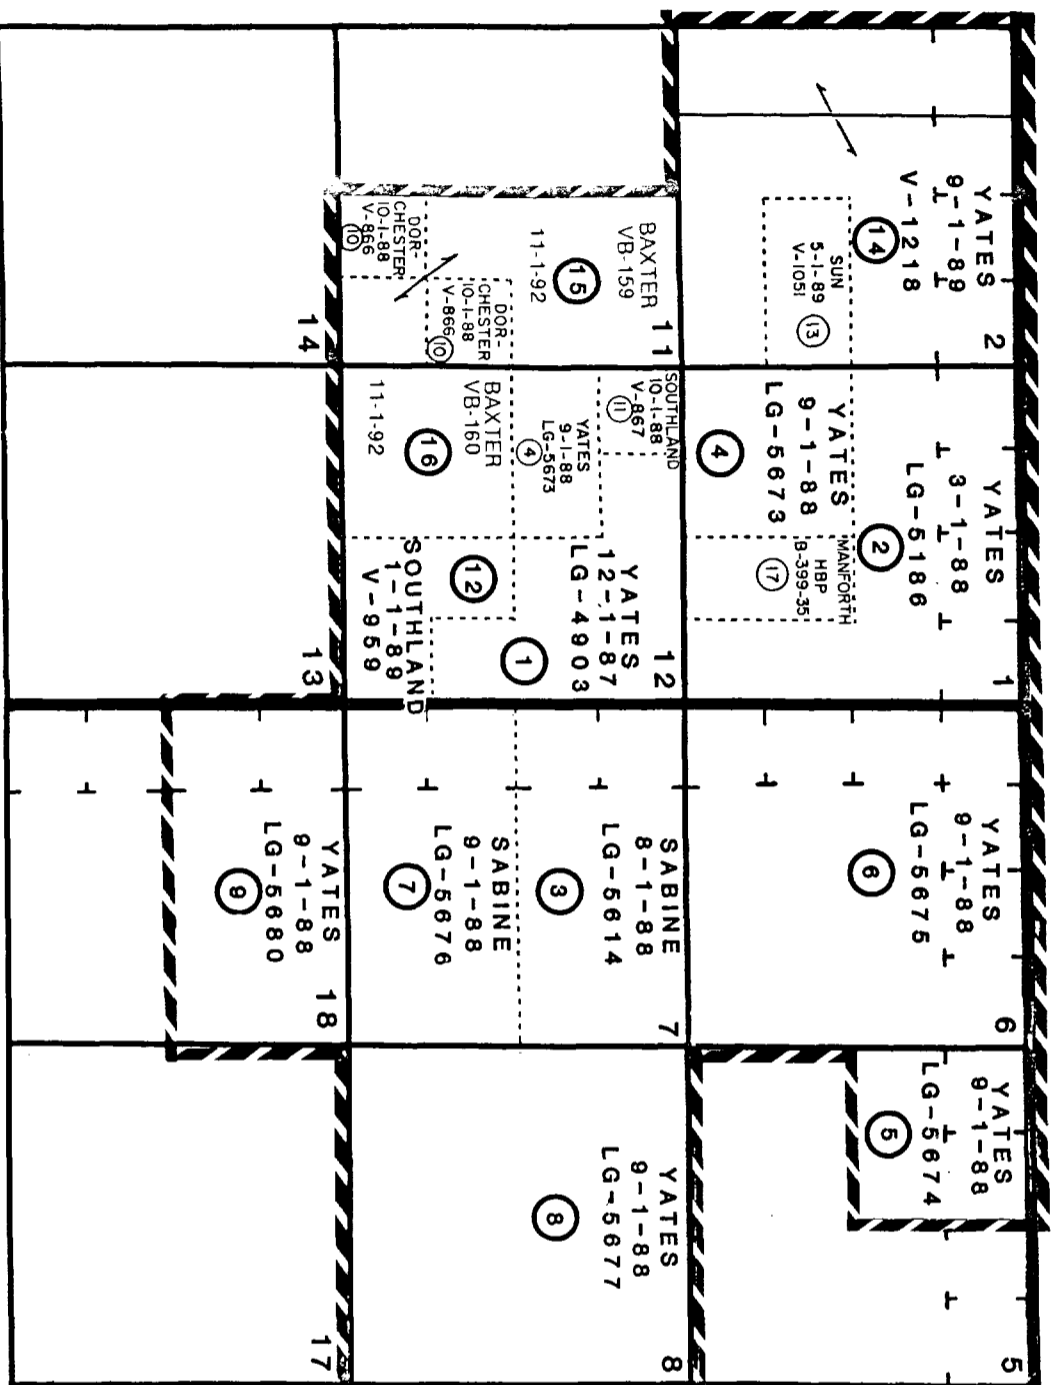 YATES
9-1-89
V-1218
14
2
SUN
5-1-89
V-1051
13
YATES
3-1-88
LG-5186
2
1
YATES
9-1-88
LG-5673
4
MANFORTH
HBP
B-399-35
17
YATES
9-1-88
LG-5675
6
6
YATES
9-1-88
LG-5674
5
5
BAXTER
VB-159
15
11-1-92
11
DOR-
CHESTER
10-1-88
V-866
10
DOR-
CHESTER
10-1-88
V-866
10
SOUTHLAND
10-1-88
V-867
11
YATES
9-1-88
LG-5673
4
YATES
12-1-87
LG-4903
1
12
BAXTER
VB-160
16
11-1-92
12
SOUTHLAND
1-1-89
V-959
SABINE
8-1-88
LG-5614
3
7
SABINE
9-1-88
LG-5676
7
YATES
9-1-88
LG-5677
8
8
14
13
YATES
9-1-88
LG-5680
9
18
17